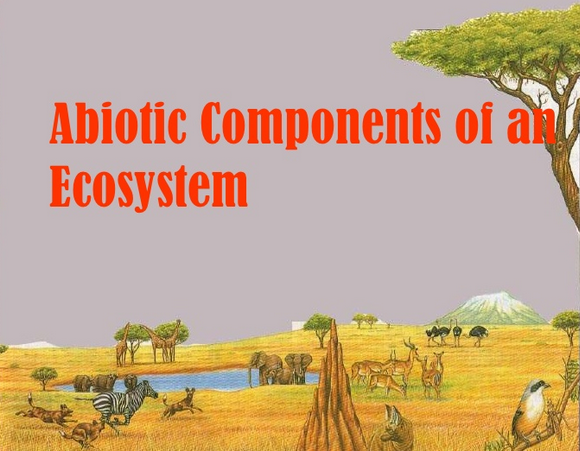 Abiotic Components of an
Ecosystem